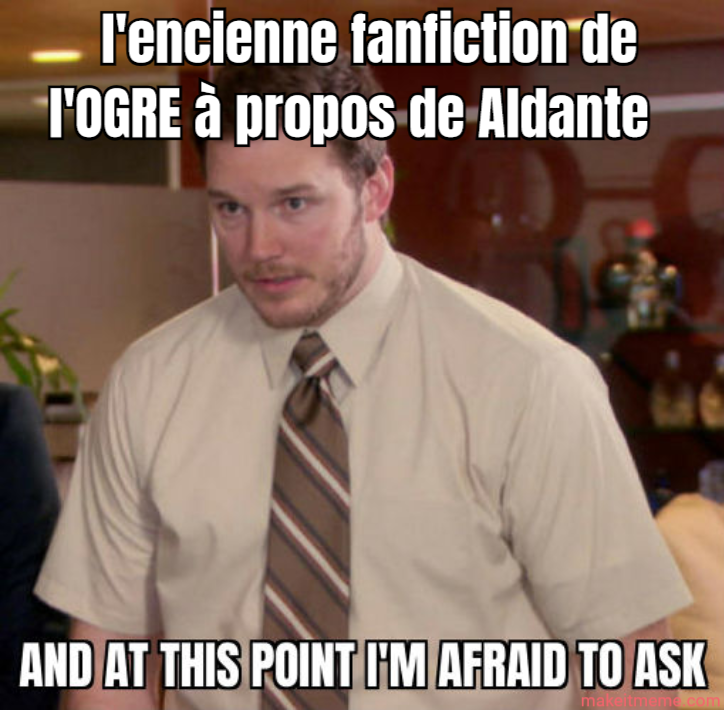 l'encienne fanfiction de
l'OGRE à propos de Aldante
AND AT THIS POINT I'M AFRAID TO ASK
makeitmeme.com